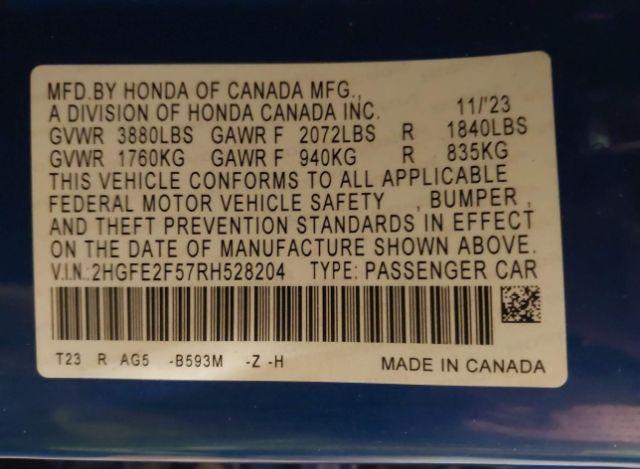 MFD.BY HONDA OF CANADA MFG.,
A DIVISION OF HONDA CANADA INC. 11/'23
GVWR 3880LBS GAWR F 2072LBS R 1840LBS
GVWR 1760KG GAWR F 940KG R 835KG
THIS VEHICLE CONFORMS TO ALL APPLICABLE
FEDERAL MOTOR VEHICLE SAFETY , BUMPER ,
AND THEFT PREVENTION STANDARDS IN EFFECT
ON THE DATE OF MANUFACTURE SHOWN ABOVE.
V.I.N.:2HGFE2F57RH528204 TYPE: PASSENGER CAR
T23 R AG5 -B593M -Z -H MADE IN CANADA